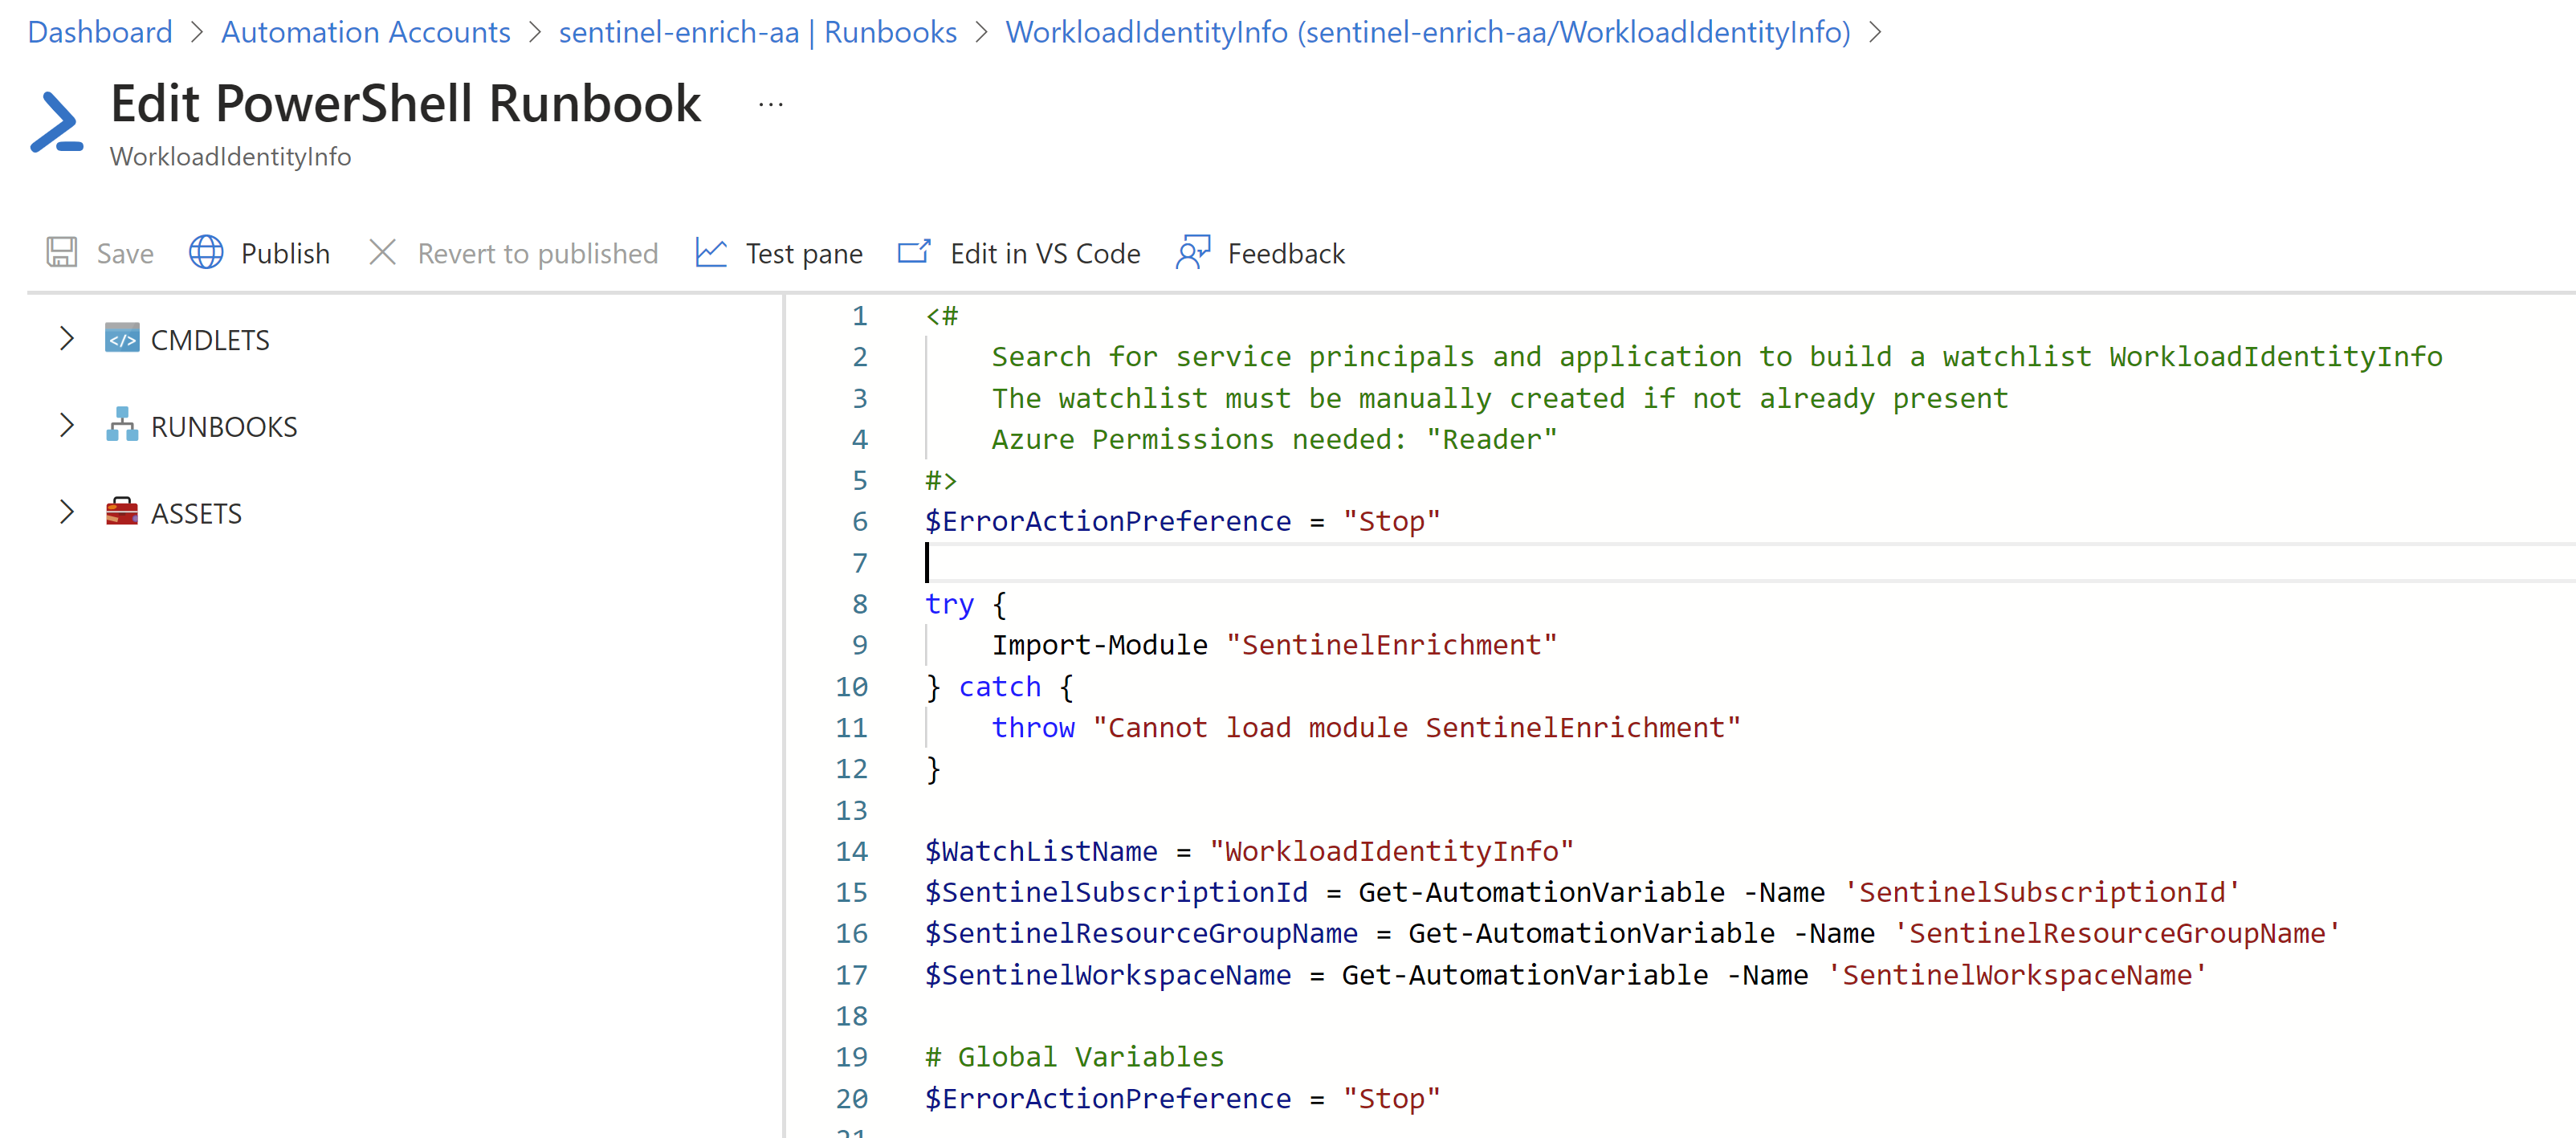 Dashboard > Automation Accounts > sentinel-enrich-aa | Runbooks > WorkloadIdentityInfo (sentinel-enrich-aa/WorkloadIdentityInfo) >
Edit PowerShell Runbook ...
WorkloadIdentityInfo
Save Publish Revert to published Test pane Edit in VS Code Feedback
CMDLETS
RUNBOOKS
ASSETS
1 <#
2 Search for service principals and application to build a watchlist WorkloadIdentityInfo
3 The watchlist must be manually created if not already present
4 Azure Permissions needed: "Reader"
5 #>
6 $ErrorActionPreference = "Stop"
7
8 try {
9 Import-Module "SentinelEnrichment"
10 } catch {
11 throw "Cannot load module SentinelEnrichment"
12 }
13
14 $WatchListName = "WorkloadIdentityInfo"
15 $SentinelSubscriptionId = Get-AutomationVariable -Name 'SentinelSubscriptionId'
16 $SentinelResourceGroupName = Get-AutomationVariable -Name 'SentinelResourceGroupName'
17 $SentinelWorkspaceName = Get-AutomationVariable -Name 'SentinelWorkspaceName'
18
19 # Global Variables
20 $ErrorActionPreference = "Stop"
21